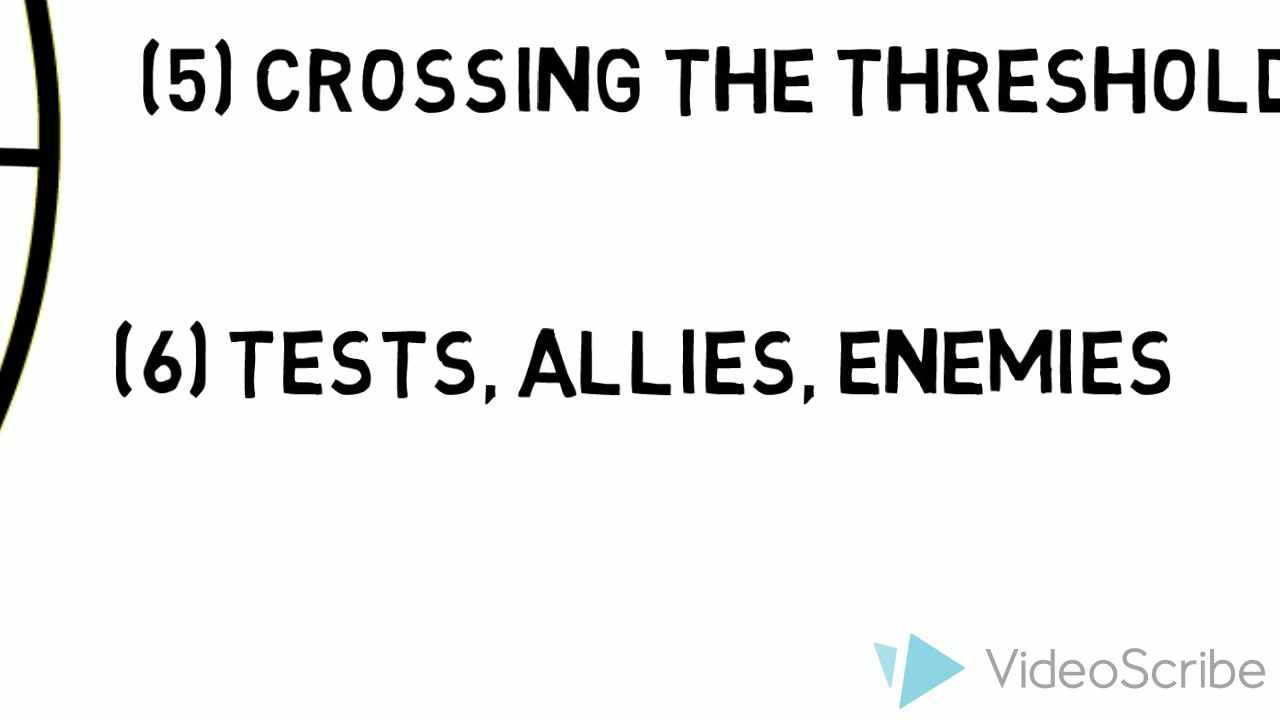 (5) CROSSING THE THRESHOLD
(6) TESTS, ALLIES, ENEMIES
VideoScribe